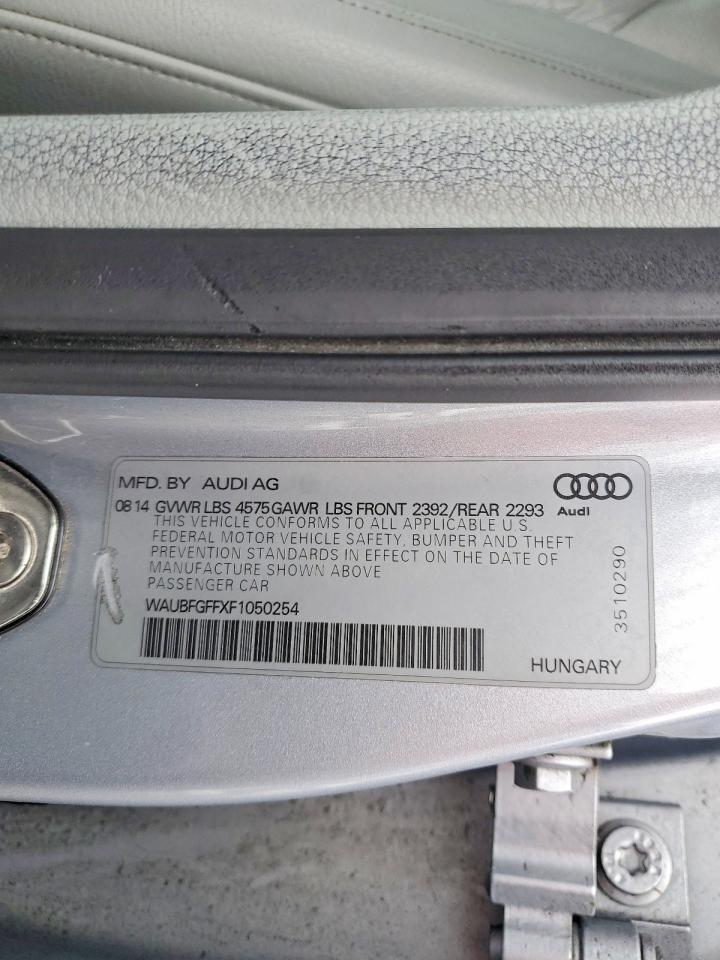 MFD. BY AUDI AG
08 14 GVWR LBS 4575 GAWR LBS FRONT 2392/REAR 2293
Audi
THIS VEHICLE CONFORMS TO ALL APPLICABLE U.S.
FEDERAL MOTOR VEHICLE SAFETY, BUMPER AND THEFT
PREVENTION STANDARDS IN EFFECT ON THE DATE OF
MANUFACTURE SHOWN ABOVE
PASSENGER CAR
WAUBFGFFXF1050254
3510290
HUNGARY